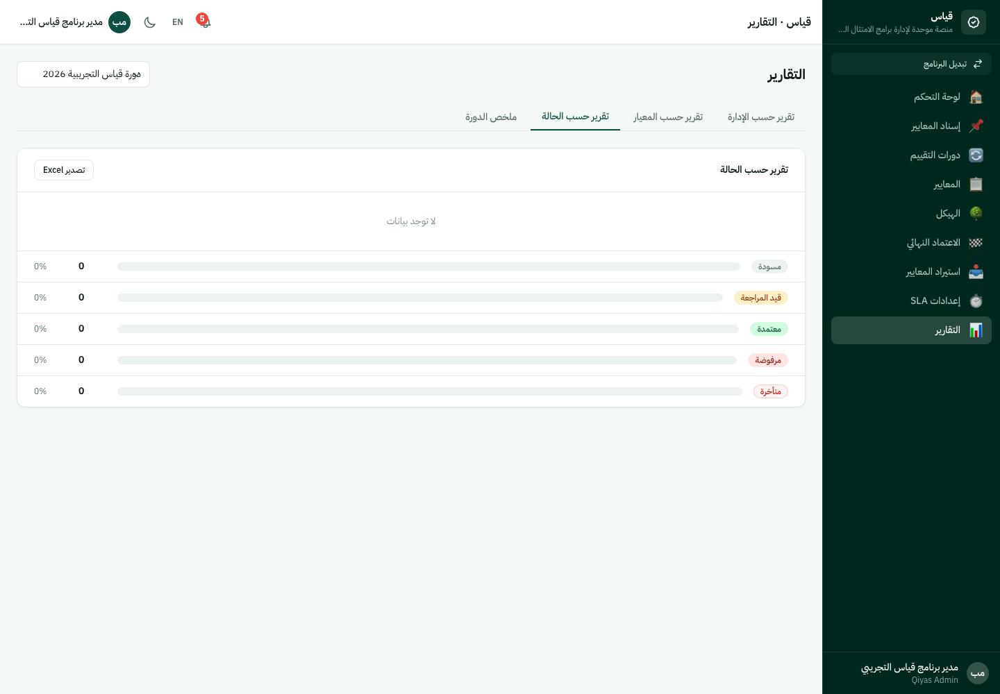 قياس
منصة موحدة لإدارة برامج الامتثال الـ...
تبديل البرنامج
لوحة التحكم
إسناد المعايير
دورات التقييم
المعايير
الهيكل
الاعتماد النهائي
استيراد المعايير
إعدادات SLA
التقارير
مب
مدير برنامج قياس التجريبي
Qiyas Admin
قياس · التقارير
5
EN
مب
مدير برنامج قياس التـ...
التقارير
دورة قياس التجريبية 2026
تقرير حسب الإدارة
تقرير حسب المعيار
تقرير حسب الحالة
ملخص الدورة
تقرير حسب الحالة
تصدير Excel
لا توجد بيانات
مسودة 0 0%
قيد المراجعة 0 0%
معتمدة 0 0%
مرفوضة 0 0%
متأخرة 0 0%